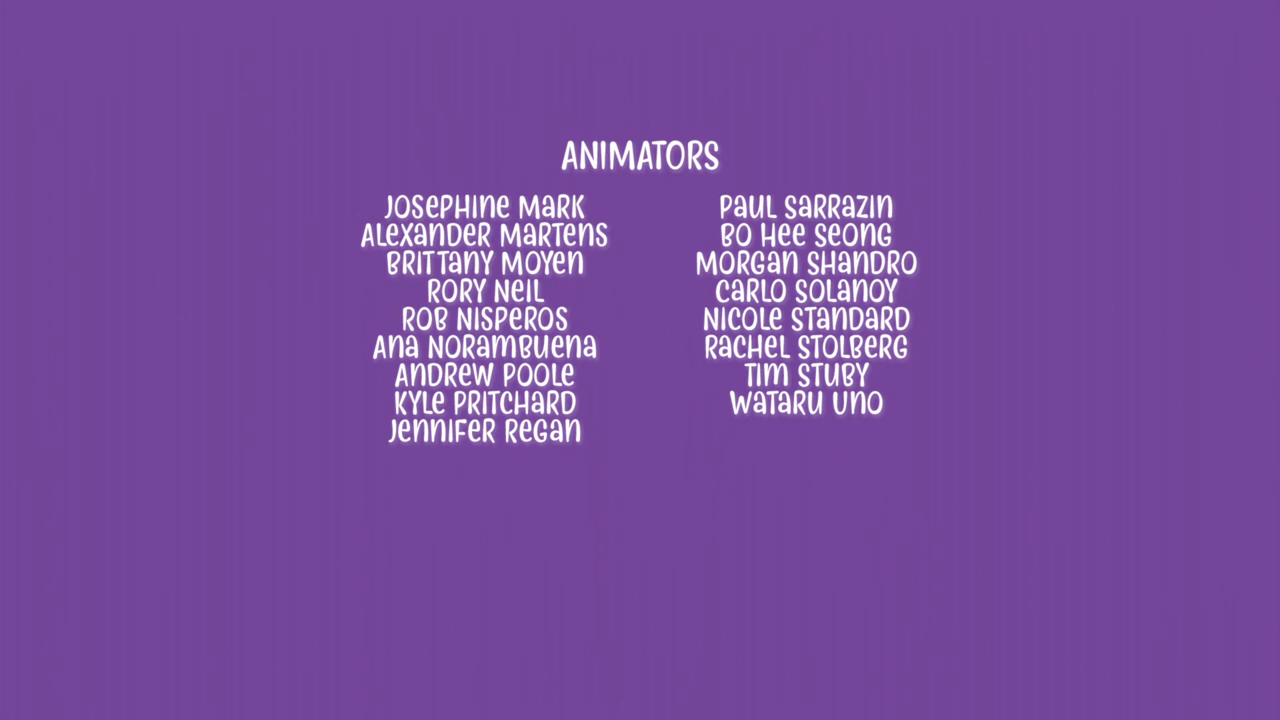 ANIMATORS
JOSEPHINE MARK
ALEXANDER MARTENS
BRITTANY MOYEN
RORY NEIL
ROB NISPEROS
ANA NORAMBUENA
ANDREW POOLE
KYLE PRITCHARD
JENNIFER REGAN
PAUL SARRAZIN
BO HEE SEONG
MORGAN SHANDRO
CARLO SOLANOY
NICOLE STANDARD
RACHEL STOLBERG
TIM STUBY
WATARU UNO